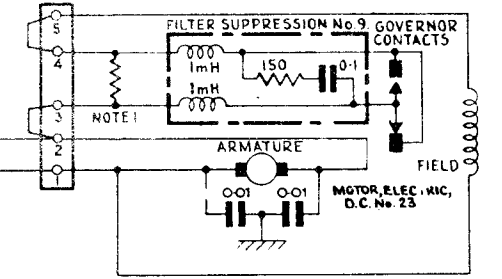 FILTER SUPPRESSION No.9.
GOVERNOR
CONTACTS
5
4
3
2
1
1mH
150
0·1
1mH
NOTE 1
ARMATURE
0·01
0·01
FIELD
MOTOR, ELECTRIC,
D.C. No. 23